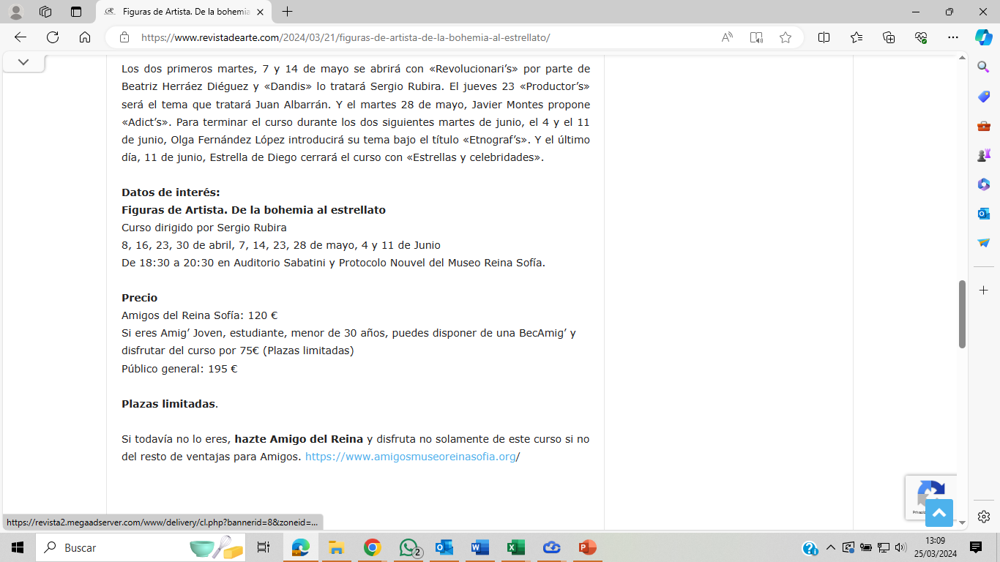 Figuras de Artista. De la bohemia
https://www.revistadearte.com/2024/03/21/figuras-de-artista-de-la-bohemia-al-estrellato/
Los dos primeros martes, 7 y 14 de mayo se abrirá con «Revolucionari’s» por parte de
Beatriz Herráez Diéguez y «Dandis» lo tratará Sergio Rubira. El jueves 23 «Productor’s»
será el tema que tratará Juan Albarrán. Y el martes 28 de mayo, Javier Montes propone
«Adict’s». Para terminar el curso durante los dos siguientes martes de junio, el 4 y el 11
de junio, Olga Fernández López introducirá su tema bajo el título «Etnograf’s». Y el último
día, 11 de junio, Estrella de Diego cerrará el curso con «Estrellas y celebridades».
Datos de interés:
Figuras de Artista. De la bohemia al estrellato
Curso dirigido por Sergio Rubira
8, 16, 23, 30 de abril, 7, 14, 23, 28 de mayo, 4 y 11 de Junio
De 18:30 a 20:30 en Auditorio Sabatini y Protocolo Nouvel del Museo Reina Sofía.
Precio
Amigos del Reina Sofía: 120 €
Si eres Amig’ Joven, estudiante, menor de 30 años, puedes disponer de una BecAmig’ y
disfrutar del curso por 75€ (Plazas limitadas)
Público general: 195 €
Plazas limitadas.
Si todavía no lo eres, hazte Amigo del Reina y disfruta no solamente de este curso si no
del resto de ventajas para Amigos. https://www.amigosmuseoreinasofia.org/
https://revista2.megaadserver.com/www/delivery/cl.php?bannerid=8&zoneid=...
Buscar
2
13:09
25/03/2024